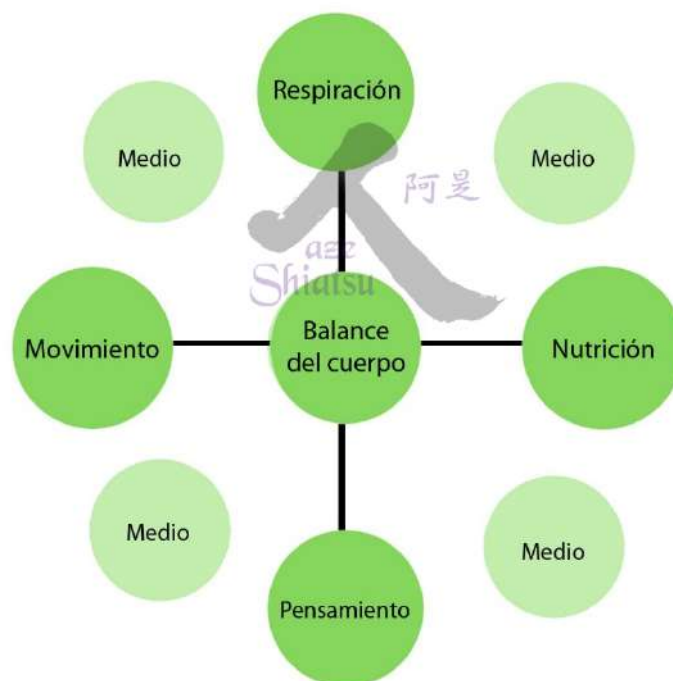 Respiración
Medio
Medio
阿是
aze
Shiatsu
Movimiento
Balance
del cuerpo
Nutrición
Medio
Medio
Pensamiento